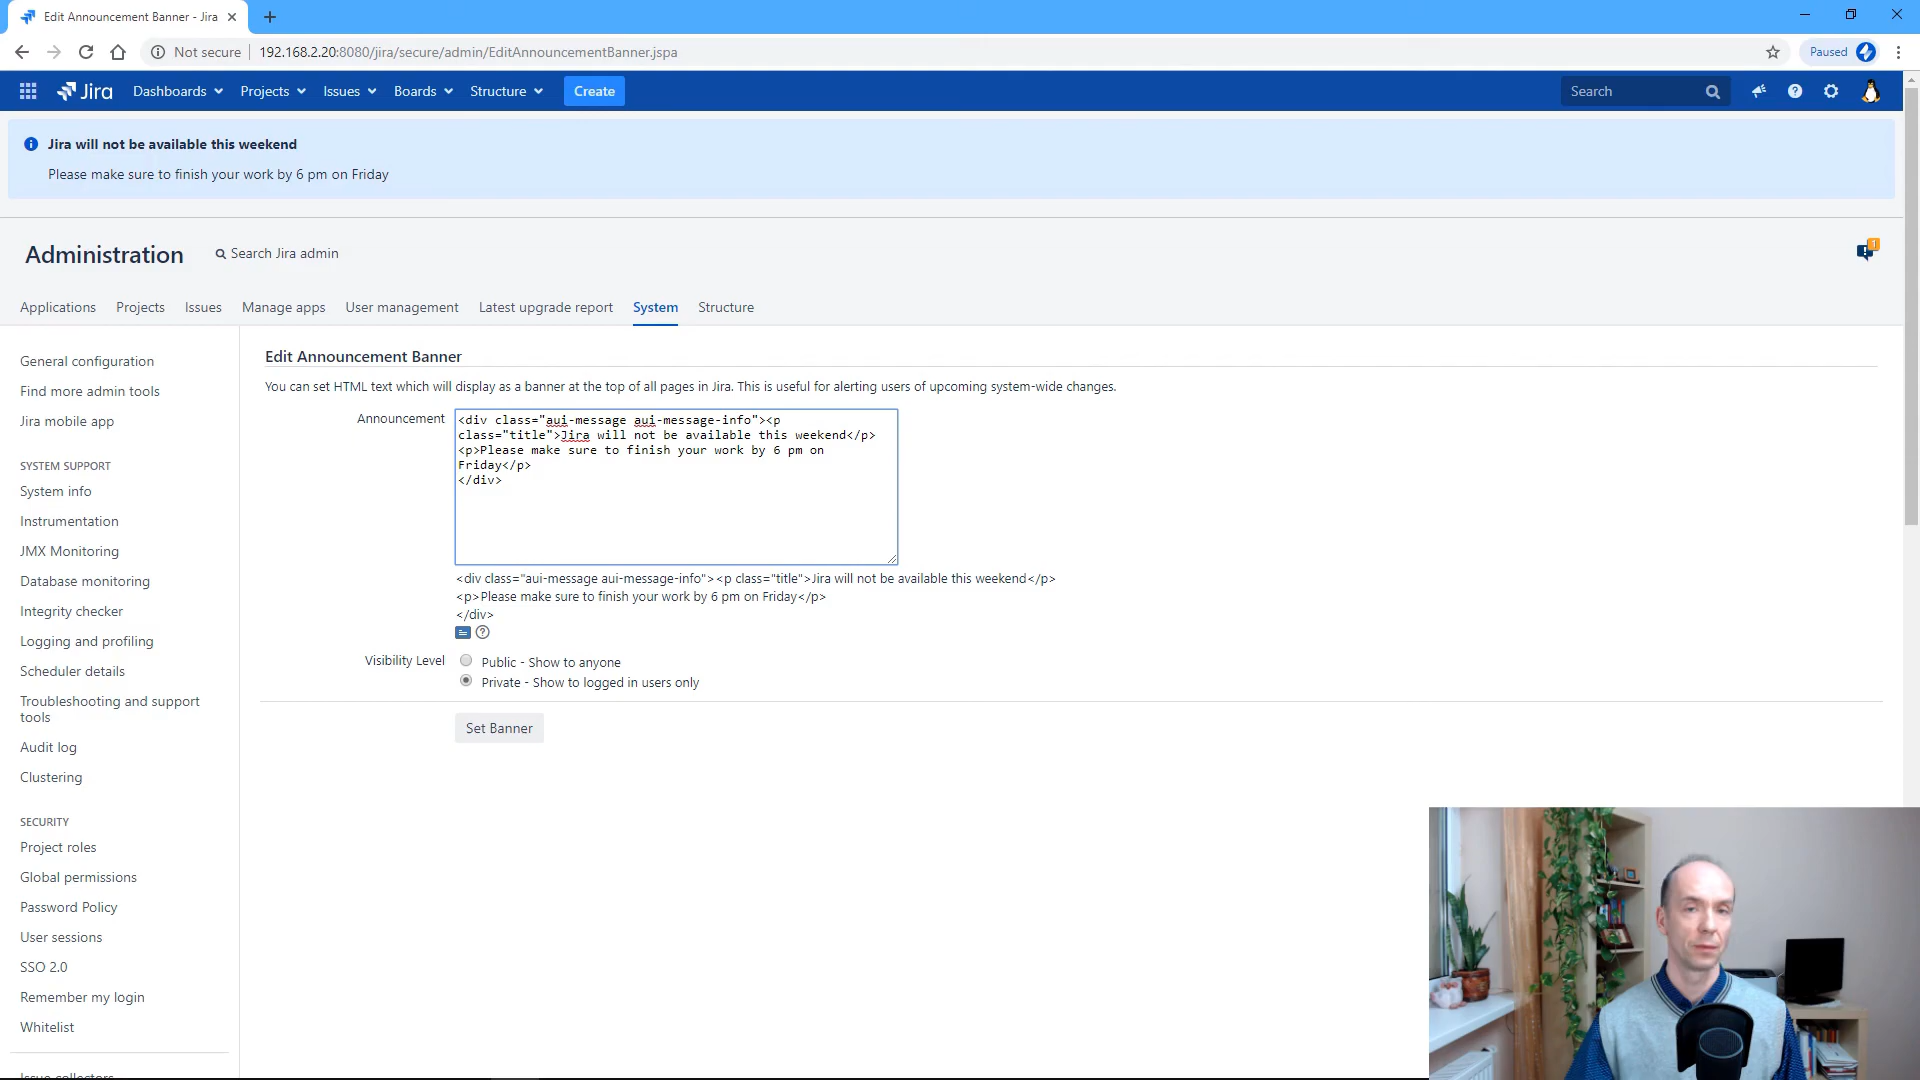 Edit Announcement Banner - Jira
Not secure 192.168.2.20:8080/jira/secure/admin/EditAnnouncementBanner.jspa
Paused
Jira Dashboards Projects Issues Boards Structure Create Search
Jira will not be available this weekend
Please make sure to finish your work by 6 pm on Friday
Administration Search Jira admin
1
Applications Projects Issues Manage apps User management Latest upgrade report System Structure
General configuration
Find more admin tools
Jira mobile app
SYSTEM SUPPORT
System info
Instrumentation
JMX Monitoring
Database monitoring
Integrity checker
Logging and profiling
Scheduler details
Troubleshooting and support
tools
Audit log
Clustering
SECURITY
Project roles
Global permissions
Password Policy
User sessions
SSO 2.0
Remember my login
Whitelist
Issue collectors
Edit Announcement Banner
You can set HTML text which will display as a banner at the top of all pages in Jira. This is useful for alerting users of upcoming system-wide changes.
Announcement
<div class="aui-message aui-message-info"><p
class="title">Jira will not be available this weekend</p>
<p>Please make sure to finish your work by 6 pm on
Friday</p>
</div>
<div class="aui-message aui-message-info"><p class="title">Jira will not be available this weekend</p>
<p>Please make sure to finish your work by 6 pm on Friday</p>
</div>
Visibility Level
Public - Show to anyone
Private - Show to logged in users only
Set Banner